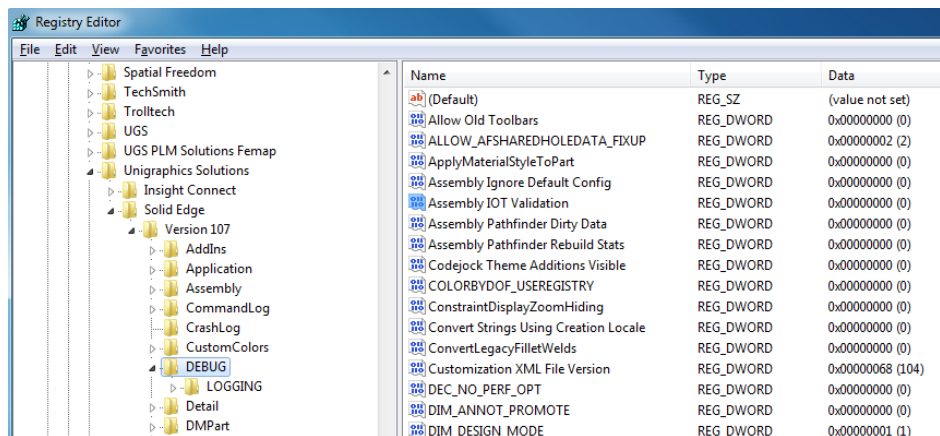 Registry Editor
File Edit View Favorites Help
Spatial Freedom
TechSmith
Trolltech
UGS
UGS PLM Solutions Femap
Unigraphics Solutions
Insight Connect
Solid Edge
Version 107
AddIns
Application
Assembly
CommandLog
CrashLog
CustomColors
DEBUG
LOGGING
Detail
DMPart
Name Type Data
ab (Default) REG_SZ (value not set)
Allow Old Toolbars REG_DWORD 0x00000000 (0)
ALLOW_AFSHAREDHOLEDATA_FIXUP REG_DWORD 0x00000002 (2)
ApplyMaterialStyleToPart REG_DWORD 0x00000000 (0)
Assembly Ignore Default Config REG_DWORD 0x00000000 (0)
Assembly IOT Validation REG_DWORD 0x00000000 (0)
Assembly Pathfinder Dirty Data REG_DWORD 0x00000000 (0)
Assembly Pathfinder Rebuild Stats REG_DWORD 0x00000000 (0)
Codejock Theme Additions Visible REG_DWORD 0x00000000 (0)
COLORBYDOF_USEREGISTRY REG_DWORD 0x00000000 (0)
ConstraintDisplayZoomHiding REG_DWORD 0x00000000 (0)
Convert Strings Using Creation Locale REG_DWORD 0x00000000 (0)
ConvertLegacyFilletWelds REG_DWORD 0x00000000 (0)
Customization XML File Version REG_DWORD 0x00000068 (104)
DEC_NO_PERF_OPT REG_DWORD 0x00000000 (0)
DIM_ANNOT_PROMOTE REG_DWORD 0x00000000 (0)
DIM_DESIGN_MODE REG_DWORD 0x00000001 (1)